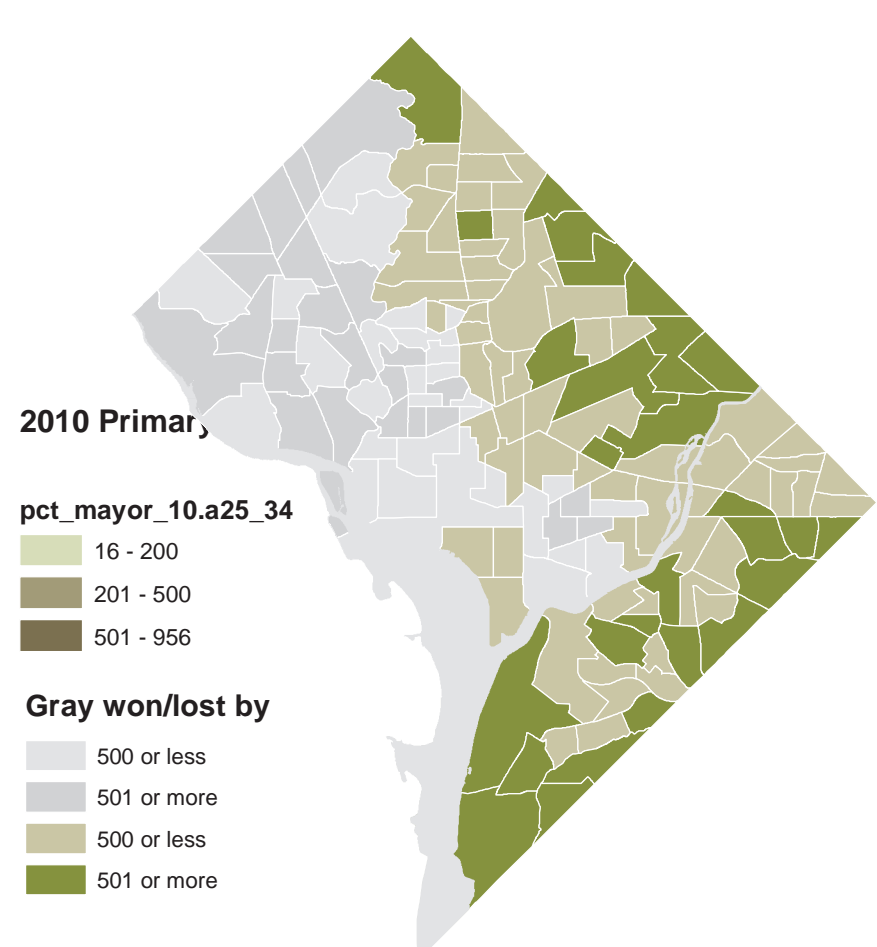 2010 Primary
pct_mayor_10.a25_34
16 - 200
201 - 500
501 - 956
Gray won/lost by
500 or less
501 or more
500 or less
501 or more